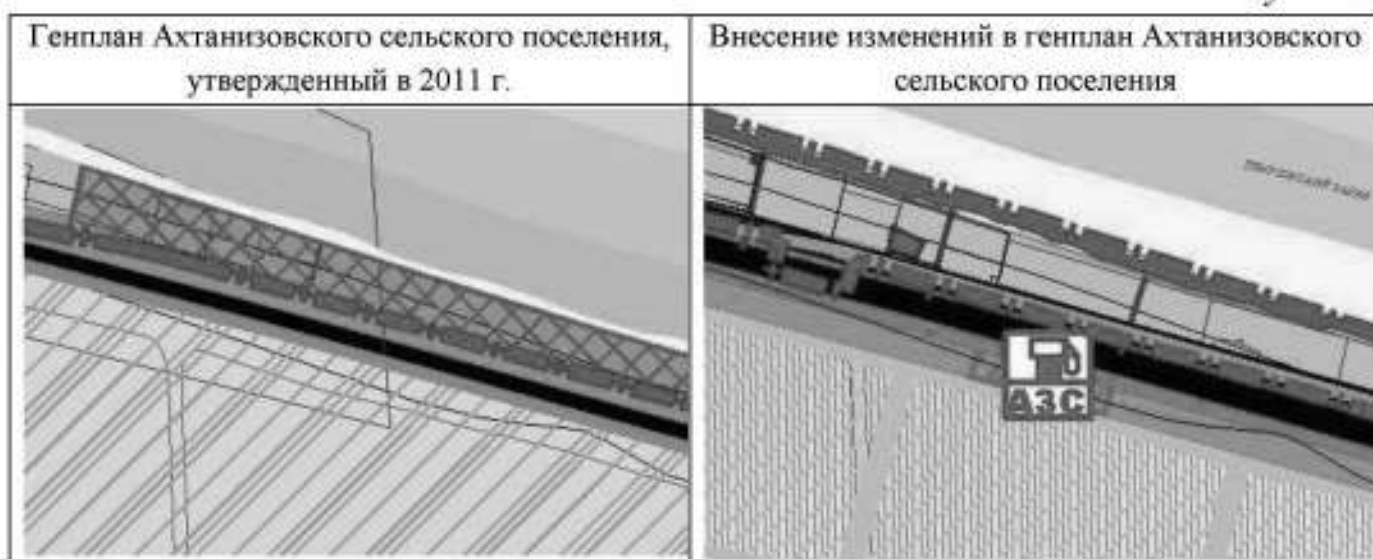 Генплан Ахтанизовского сельского поселения,
утвержденный в 2011 г.
Внесение изменений в генплан Ахтанизовского
сельского поселения
АЗС